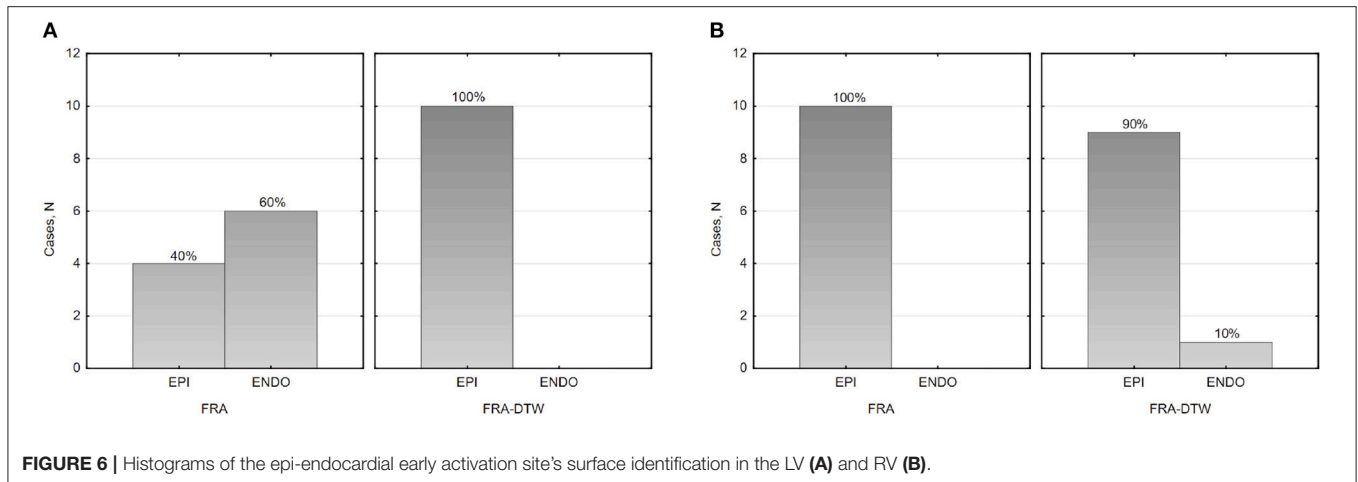 A
B
12
10
8
6
4
2
0
Cases, N
40%
60%
100%
EPI ENDO EPI ENDO
FRA FRA-DTW
12
10
8
6
4
2
0
Cases, N
100%
90%
10%
EPI ENDO EPI ENDO
FRA FRA-DTW
FIGURE 6 | Histograms of the epi-endocardial early activation site's surface identification in the LV (A) and RV (B).